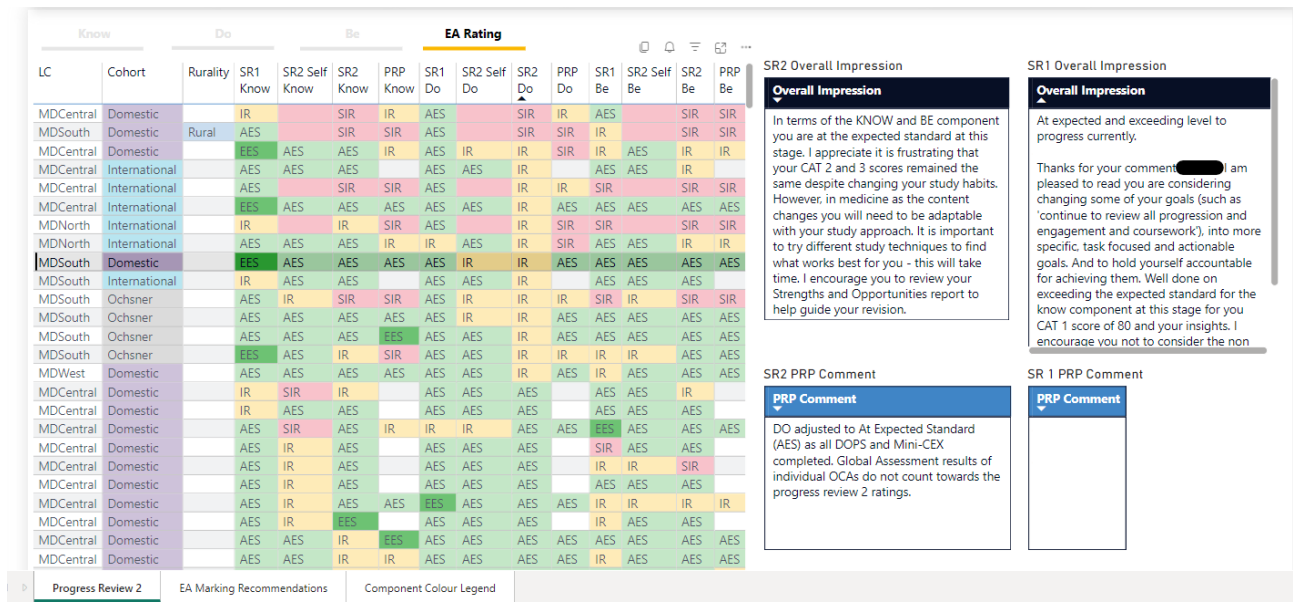 Know Do Be EA Rating
LC Cohort Rurality SR1 Know SR2 Self Know SR2 Know PRP Know SR1 Do SR2 Self Do SR2 Do PRP Do SR1 Be SR2 Self Be SR2 Be PRP Be
MDCentral Domestic IR SIR IR AES SIR IR AES SIR SIR
MDSouth Domestic Rural AES SIR SIR AES SIR SIR IR SIR SIR
MDCentral Domestic EES AES AES IR AES IR IR SIR IR AES IR IR
MDCentral International AES AES AES AES AES IR AES AES IR
MDCentral International AES SIR SIR AES IR IR SIR SIR SIR
MDCentral International EES AES AES AES AES AES IR AES AES AES AES AES
MDNorth International IR IR SIR AES IR SIR SIR SIR SIR
MDNorth International AES AES AES IR IR AES IR SIR AES AES IR IR
MDSouth Domestic EES AES AES AES AES IR IR AES AES AES AES AES
MDSouth International IR AES AES AES AES IR AES AES AES
MDSouth Ochsner AES IR SIR SIR AES IR IR IR SIR IR SIR SIR
MDSouth Ochsner AES AES AES AES AES IR IR AES AES AES AES AES
MDSouth Ochsner AES AES AES EES AES AES IR AES AES AES AES AES
MDSouth Ochsner EES AES IR SIR AES AES IR IR IR IR AES AES
MDWest Domestic AES AES AES AES AES AES IR AES IR AES AES AES
MDCentral Domestic IR SIR IR AES AES AES AES AES IR
MDCentral Domestic IR AES AES AES AES AES AES AES AES
MDCentral Domestic AES SIR AES IR IR IR AES AES EES AES AES AES
MDCentral Domestic AES IR AES AES AES AES SIR AES AES
MDCentral Domestic AES IR AES AES AES AES IR IR SIR
MDCentral Domestic AES IR AES AES AES AES AES AES AES
MDCentral Domestic AES IR AES AES EES AES AES AES IR IR IR IR
MDCentral Domestic AES IR EES AES AES AES IR AES AES
MDCentral Domestic AES AES IR EES AES AES AES AES AES AES AES AES
MDCentral Domestic AES AES IR IR AES AES AES AES IR AES AES AES
SR2 Overall Impression
Overall Impression
In terms of the KNOW and BE component
you are at the expected standard at this
stage. I appreciate it is frustrating that
your CAT 2 and 3 scores remained the
same despite changing your study habits.
However, in medicine as the content
changes you will need to be adaptable
with your study approach. It is important
to try different study techniques to find
what works best for you - this will take
time. I encourage you to review your
Strengths and Opportunities report to
help guide your revision.
SR1 Overall Impression
Overall Impression
At expected and exceeding level to
progress currently.
Thanks for your comment I am
pleased to read you are considering
changing some of your goals (such as
'continue to review all progression and
engagement and coursework'), into more
specific, task focused and actionable
goals. And to hold yourself accountable
for achieving them. Well done on
exceeding the expected standard for the
know component at this stage for you
CAT 1 score of 80 and your insights. I
encourage you not to consider the non
SR2 PRP Comment
PRP Comment
DO adjusted to At Expected Standard
(AES) as all DOPS and Mini-CEX
completed. Global Assessment results of
individual OCAs do not count towards the
progress review 2 ratings.
SR 1 PRP Comment
PRP Comment
Progress Review 2 EA Marking Recommendations Component Colour Legend